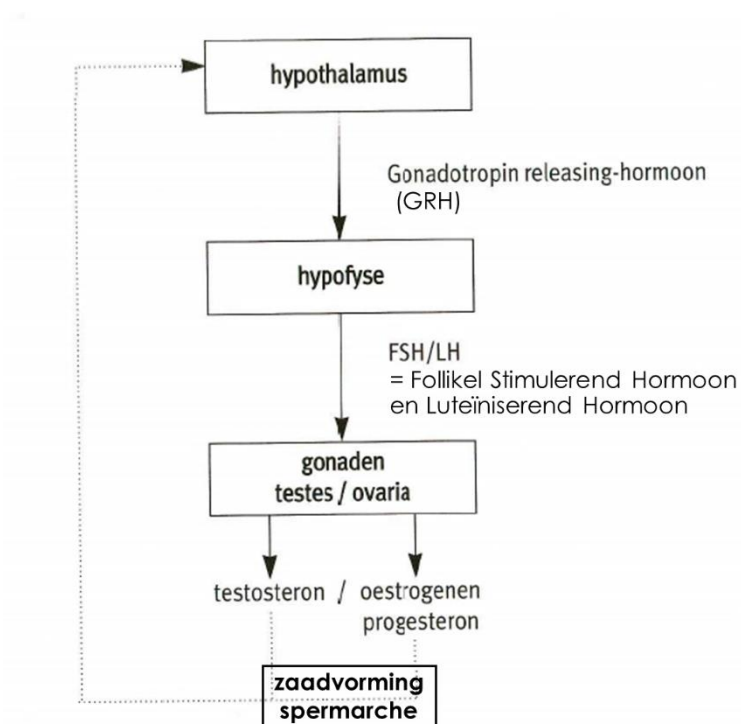 hypothalamus
Gonadotropin releasing-hormoon
(GRH)
hypofyse
FSH/LH
= Follikel Stimulerend Hormoon
en Luteïniserend Hormoon
gonaden
testes / ovaria
testosteron / oestrogenen
progesteron
zaadvorming
spermarche